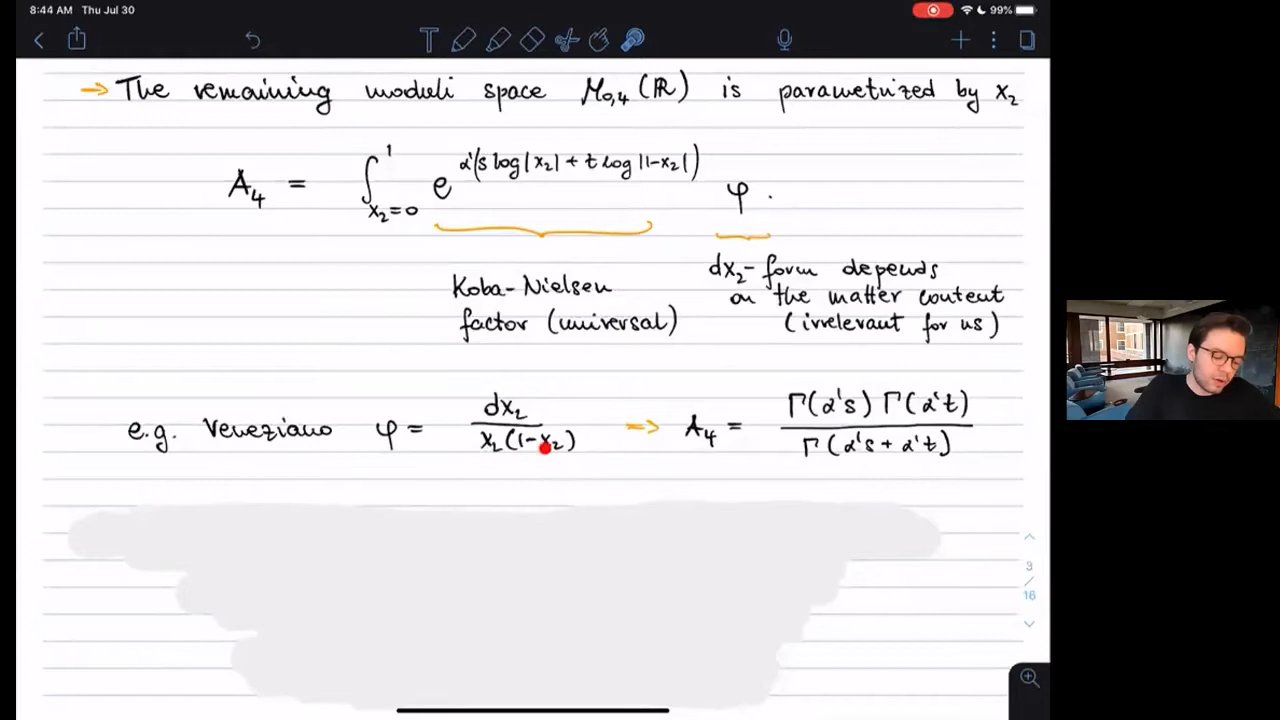 8:44 AM Thu Jul 30
99%
→ The remaining moduli space M₀,₄(ℝ) is parametrized by x₂
A₄ = ∫_{x₂=0}^{1} e^{α'(s log|x₂| + t log|1-x₂|)} φ .
Koba-Nielsen
factor (universal)
dx₂-form depends
on the matter content
(irrelevant for us)
e.g. Veneziano φ = dx₂ / x₂(1-x₂) → A₄ = Γ(α's) Γ(α't) / Γ(α's + α't)
3
/
16